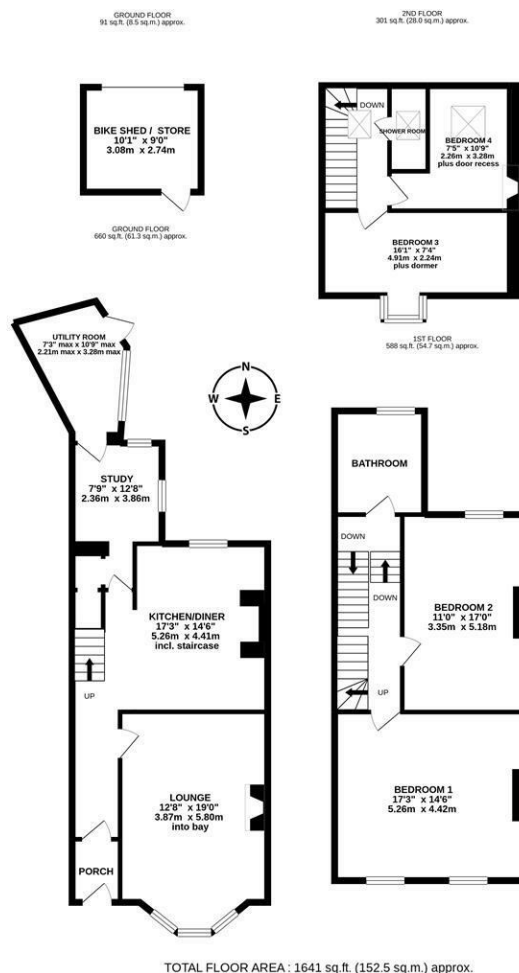 GROUND FLOOR
91 sq.ft. (8.5 sq.m.) approx.
2ND FLOOR
301 sq.ft. (28.0 sq.m.) approx.
BIKE SHED / STORE
10'1" x 9'0"
3.08m x 2.74m
DOWN
SHOWER ROOM
BEDROOM 4
7'5" x 10'9"
2.26m x 3.28m
plus door recess
BEDROOM 3
16'1" x 7'4"
4.91m x 2.24m
plus dormer
GROUND FLOOR
660 sq.ft. (61.3 sq.m.) approx.
1ST FLOOR
588 sq.ft. (54.7 sq.m.) approx.
UTILITY ROOM
7'3" max x 10'9" max
2.21m max x 3.28m max
N
W E
S
STUDY
7'9" x 12'8"
2.36m x 3.86m
KITCHEN/DINER
17'3" x 14'6"
5.26m x 4.41m
incl. staircase
UP
LOUNGE
12'8" x 19'0"
3.87m x 5.80m
into bay
PORCH
BATHROOM
DOWN
DOWN
BEDROOM 2
11'0" x 17'0"
3.35m x 5.18m
UP
BEDROOM 1
17'3" x 14'6"
5.26m x 4.42m
TOTAL FLOOR AREA : 1641 sq.ft. (152.5 sq.m.) approx.